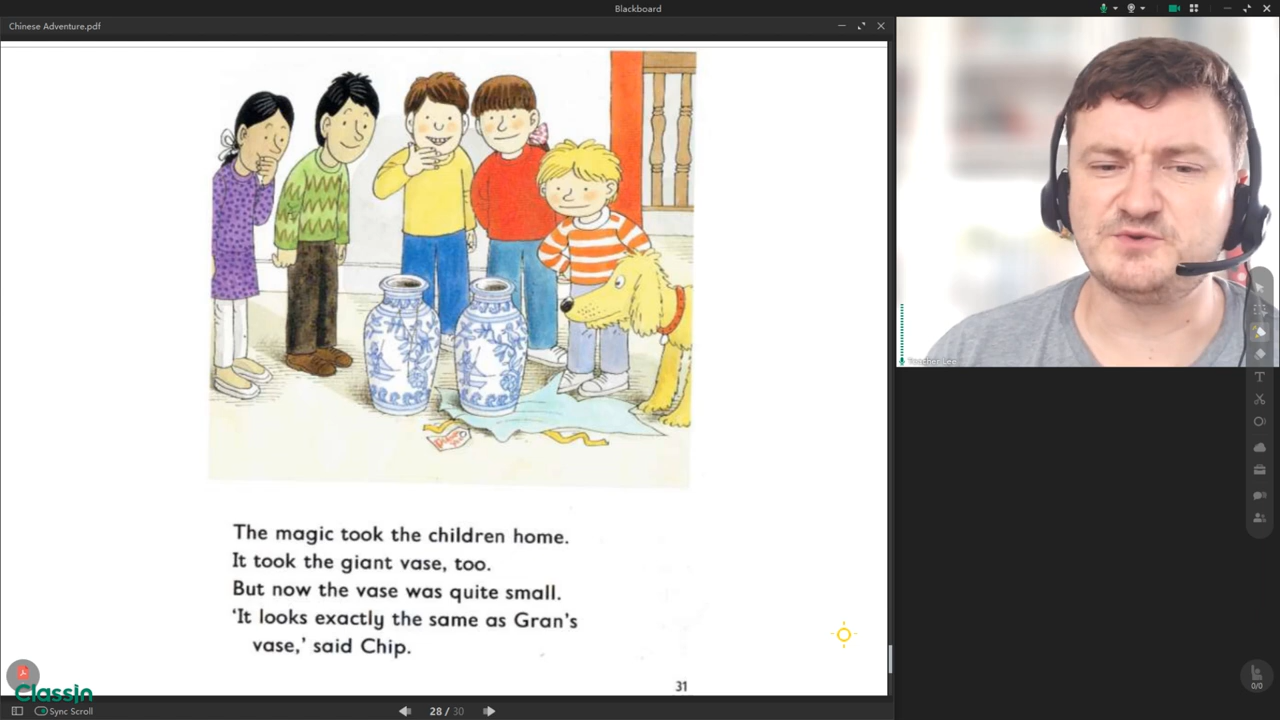 Blackboard
Chinese Adventure.pdf
The magic took the children home.
It took the giant vase, too.
But now the vase was quite small.
‘It looks exactly the same as Gran’s
vase,’ said Chip.
31
ClassIn
Sync Scroll
28 / 30
0/0
T